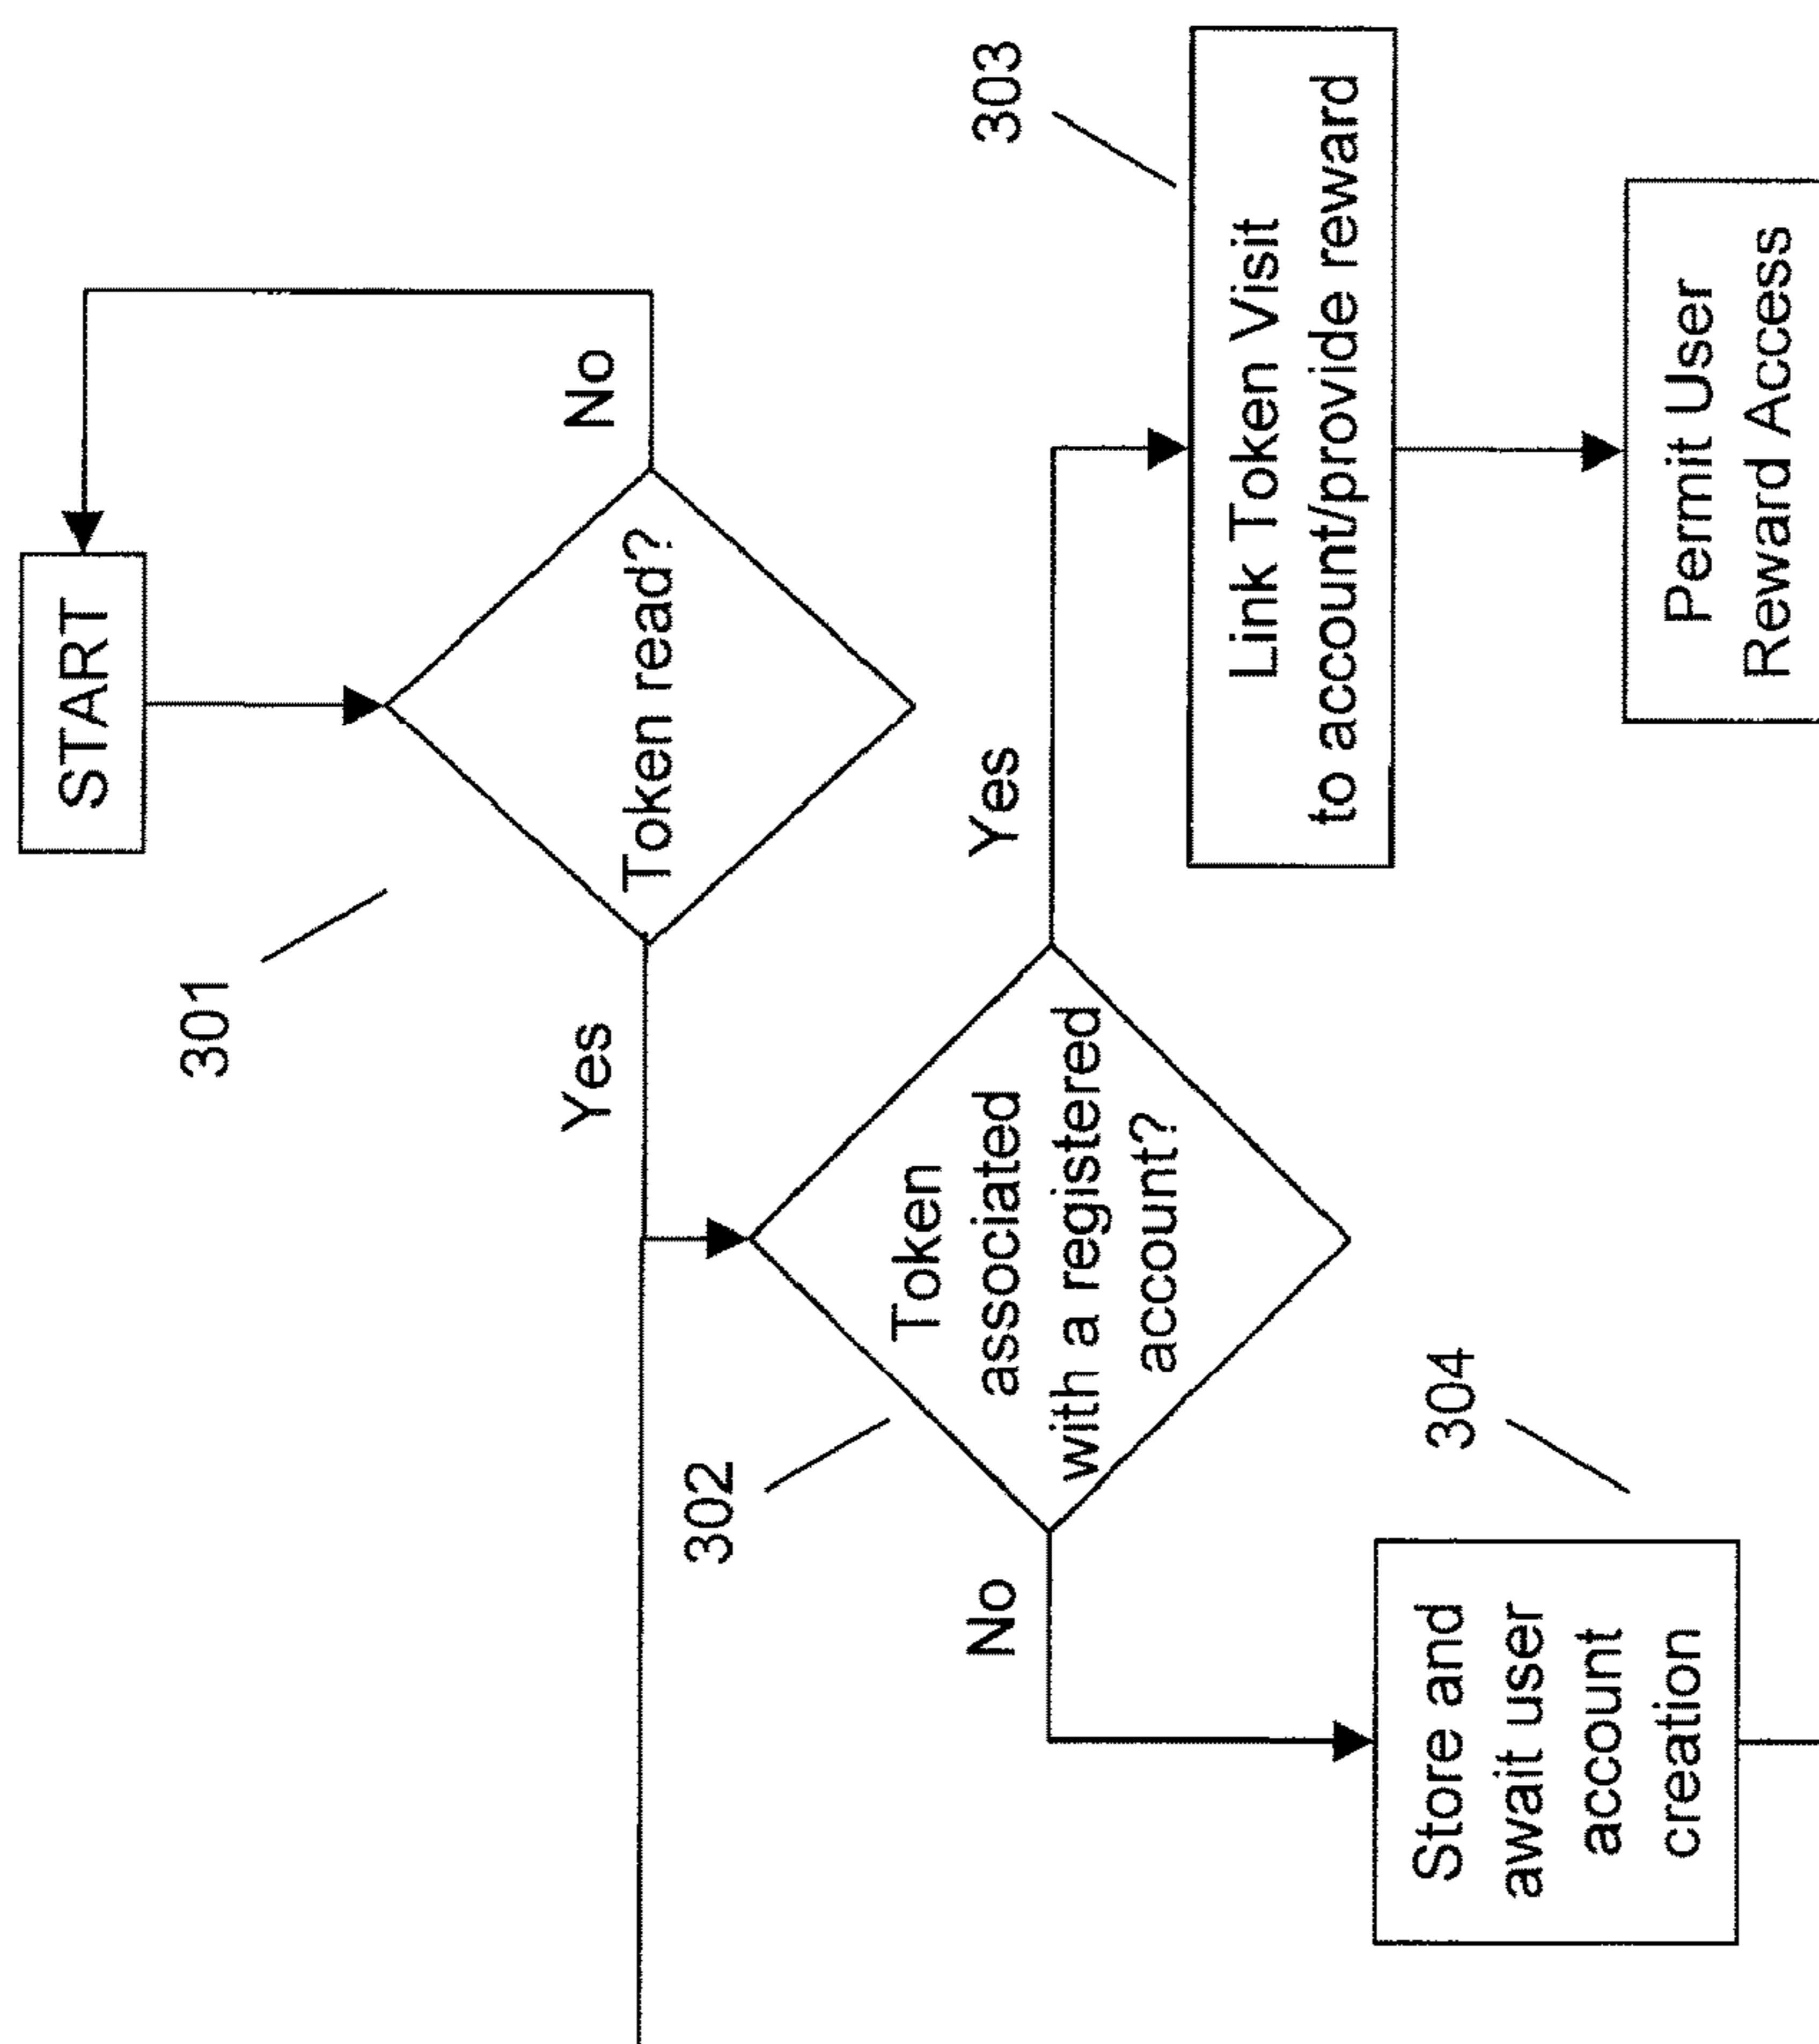 START
301
Token read?
No
Yes
302
Token
associated
with a registered
account?
Yes
303
Link Token Visit
to account/provide reward
No
304
Store and
await user
account
creation
Permit User
Reward Access